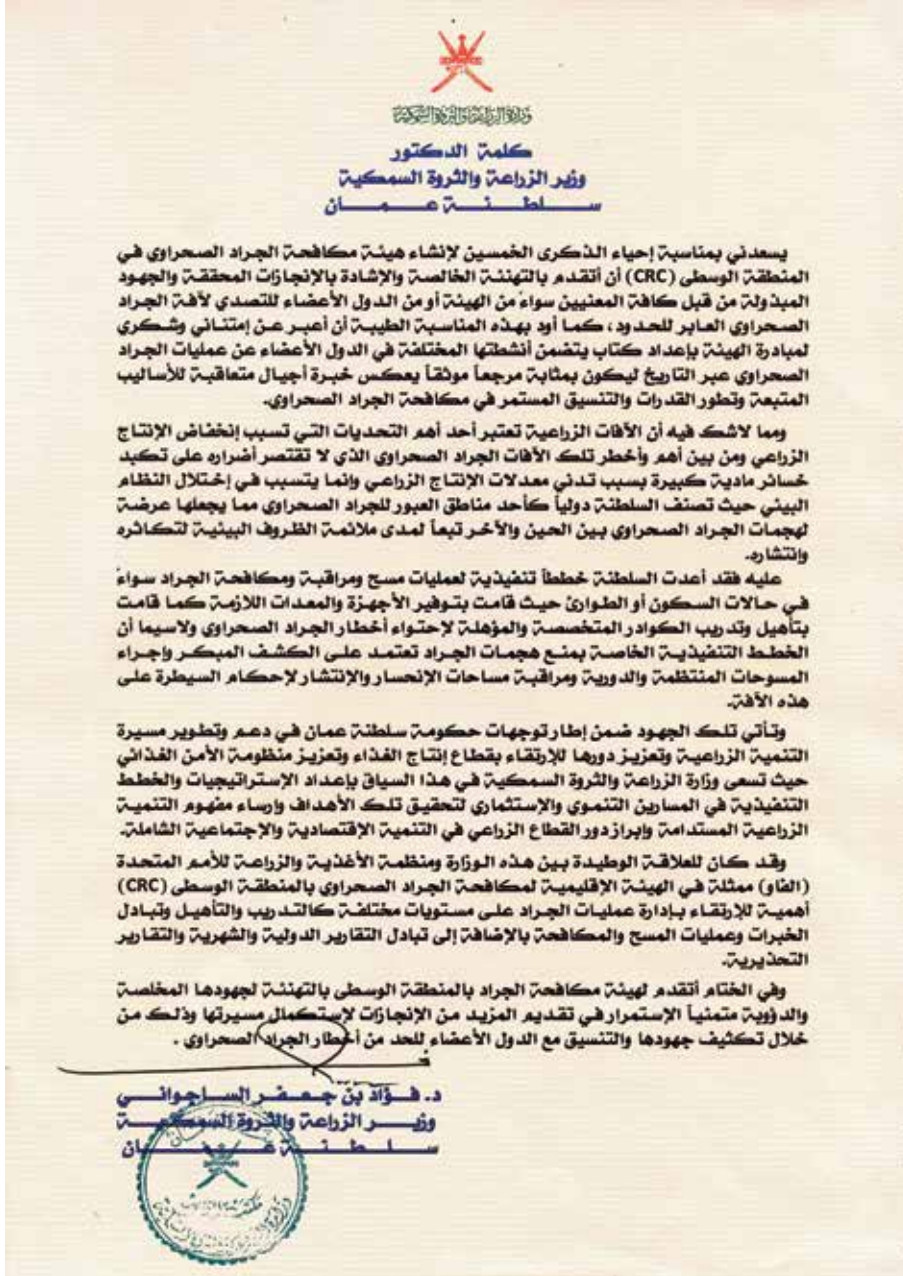 وزارة الزراعة والثروة السمكية
كلمة الدكتور
وزير الزراعة والثروة السمكية
سلطنة عمان
يسعدني بمناسبة إحياء الذكرى الخمسين لإنشاء هيئة مكافحة الجراد الصحراوي في
المنطقة الوسطى (CRC) أن أتقدم بالتهنئة الخالصة والإشادة بالإنجازات المحققة والجهود
المبذولة من قبل كافة المعنيين سواءً من الهيئة أو من الدول الأعضاء للتصدي لآفة الجراد
الصحراوي العابر للحدود، كما أود بهذه المناسبة الطيبة أن أعبر عن إمتناني وشكري
لمبادرة الهيئة بإعداد كتاب يتضمن أنشطتها المختلفة في الدول الأعضاء عن عمليات الجراد
الصحراوي عبر التاريخ ليكون بمثابة مرجعاً موثقاً يعكس خبرة أجيال متعاقبة للأساليب
المتبعة وتطور القدرات والتنسيق المستمر في مكافحة الجراد الصحراوي.
ومما لاشك فيه أن الآفات الزراعية تعتبر أحد أهم التحديات التي تسبب إنخفاض الإنتاج
الزراعي ومن بين أهم وأخطر تلك الآفات الجراد الصحراوي الذي لا تقتصر أضراره على تكبد
خسائر مادية كبيرة بسبب تدني معدلات الإنتاج الزراعي وإنما يتسبب في إختلال النظام
البيئي حيث تصنف السلطنة دولياً كأحد مناطق العبور للجراد الصحراوي مما يجعلها عرضة
لهجمات الجراد الصحراوي بين الحين والأخر تبعاً لمدى ملائمة الظروف البيئية لتكاثره
وإنتشاره.
عليه فقد أعدت السلطنة خططاً تنفيذية لعمليات مسح ومراقبة ومكافحة الجراد سواءً
في حالات السكون أو الطوارئ حيث قامت بتوفير الأجهزة والمعدات اللازمة كما قامت
بتأهيل وتدريب الكوادر المتخصصة والمؤهلة لإحتواء أخطار الجراد الصحراوي ولاسيما أن
الخطط التنفيذية الخاصة بمنع هجمات الجراد تعتمد على الكشف المبكر وإجراء
المسوحات المنتظمة والدورية ومراقبة مساحات الإنحسار والإنتشار لإحكام السيطرة على
هذه الآفة.
وتأتي تلك الجهود ضمن إطار توجهات حكومة سلطنة عمان في دعم وتطوير مسيرة
التنمية الزراعية وتعزيز دورها للإرتقاء بقطاع إنتاج الغذاء وتعزيز منظومة الأمن الغذائي
حيث تسعى وزارة الزراعة والثروة السمكية في هذا السياق بإعداد الإستراتيجيات والخطط
التنفيذية في المسارين التنموي والإستثماري لتحقيق تلك الأهداف وإرساء مفهوم التنمية
الزراعية المستدامة وإبراز دور القطاع الزراعي في التنمية الإقتصادية والإجتماعية الشاملة.
وقد كان للعلاقة الوطيدة بين هذه الوزارة ومنظمة الأغذية والزراعة للأمم المتحدة
(الفاو) ممثلة في الهيئة الإقليمية لمكافحة الجراد الصحراوي بالمنطقة الوسطى (CRC)
أهمية للإرتقاء بإدارة عمليات الجراد على مستويات مختلفة كالتدريب والتأهيل وتبادل
الخبرات وعمليات المسح والمكافحة بالإضافة إلى تبادل التقارير الدولية والشهرية والتقارير
التحذيرية.
وفي الختام أتقدم لهيئة مكافحة الجراد بالمنطقة الوسطى بالتهنئة لجهودها المخلصة
والدؤوبة متمنياً الإستمرار في تقديم المزيد من الإنجازات لإستكمال مسيرتها وذلك من
خلال تكثيف جهودها والتنسيق مع الدول الأعضاء للحد من أخطار الجراد الصحراوي .
د. فؤاد بن جعفر الساجواني
وزير الزراعة والثروة السمكية
سلطنة عمان